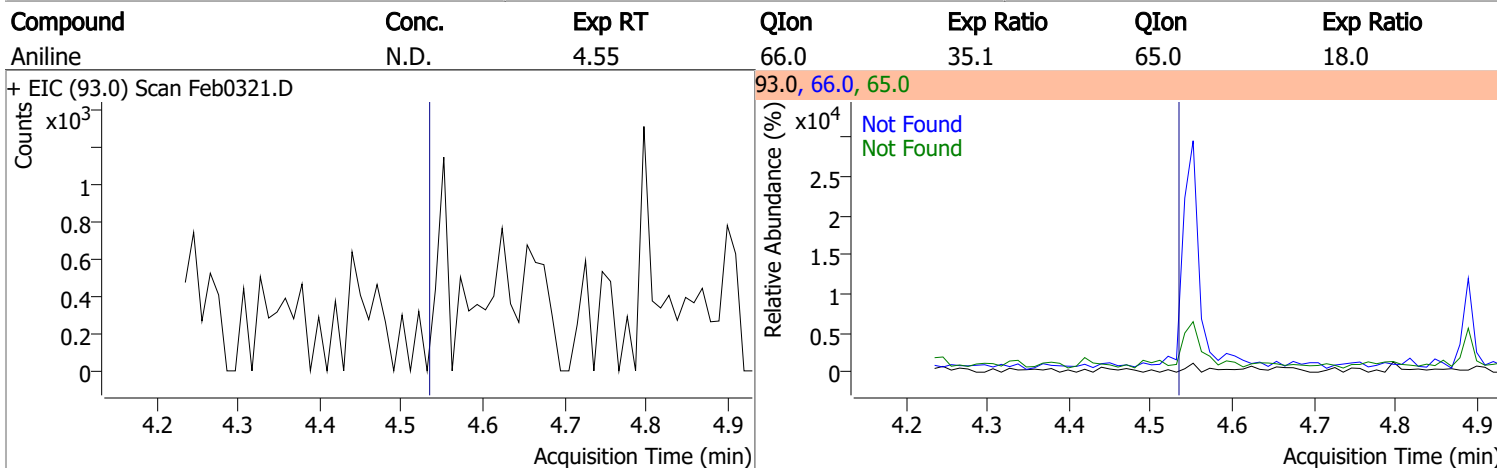 Compound Conc. Exp RT QIon Exp Ratio QIon Exp Ratio
Aniline N.D. 4.55 66.0 35.1 65.0 18.0
+ EIC (93.0) Scan Feb0321.D
Counts
x10³
1
0.8
0.6
0.4
0.2
0
4.2 4.3 4.4 4.5 4.6 4.7 4.8 4.9
Acquisition Time (min)
93.0, 66.0, 65.0
Relative Abundance (%)
x10⁴
Not Found
Not Found
2.5
2
1.5
1
0.5
0
4.2 4.3 4.4 4.5 4.6 4.7 4.8 4.9
Acquisition Time (min)